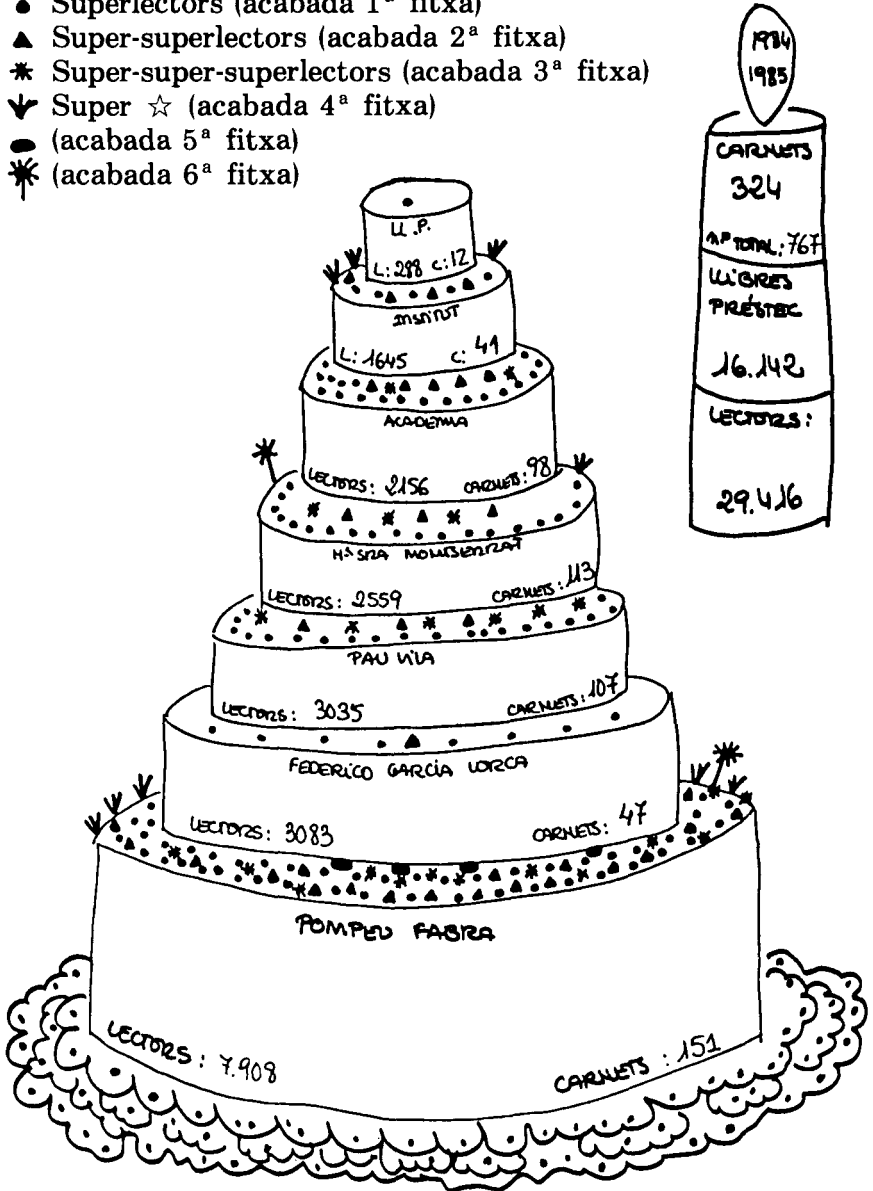 Superlectors (acabada 1ª fitxa)
Super-superlectors (acabada 2ª fitxa)
Super-super-superlectors (acabada 3ª fitxa)
Super ☆ (acabada 4ª fitxa)
(acabada 5ª fitxa)
(acabada 6ª fitxa)
1984
1985
CARNETS
324
nº TOTAL: 767
LLIBRES
PRÉSTEC
16.142
LECTORS:
29.416
LL.P.
L: 288 C: 12
INSTITUT
L: 1645 C: 41
ACADEMIA
LECTORS: 2156 CARNETS: 98
Mª SRA MONTSERRAT
LECTORS: 2559 CARNETS: 113
PAU VILA
LECTORS: 3035 CARNETS: 107
FEDERICO GARCÍA LORCA
LECTORS: 3083 CARNETS: 47
POMPEU FABRA
LECTORS: 7.908 CARNETS: 151